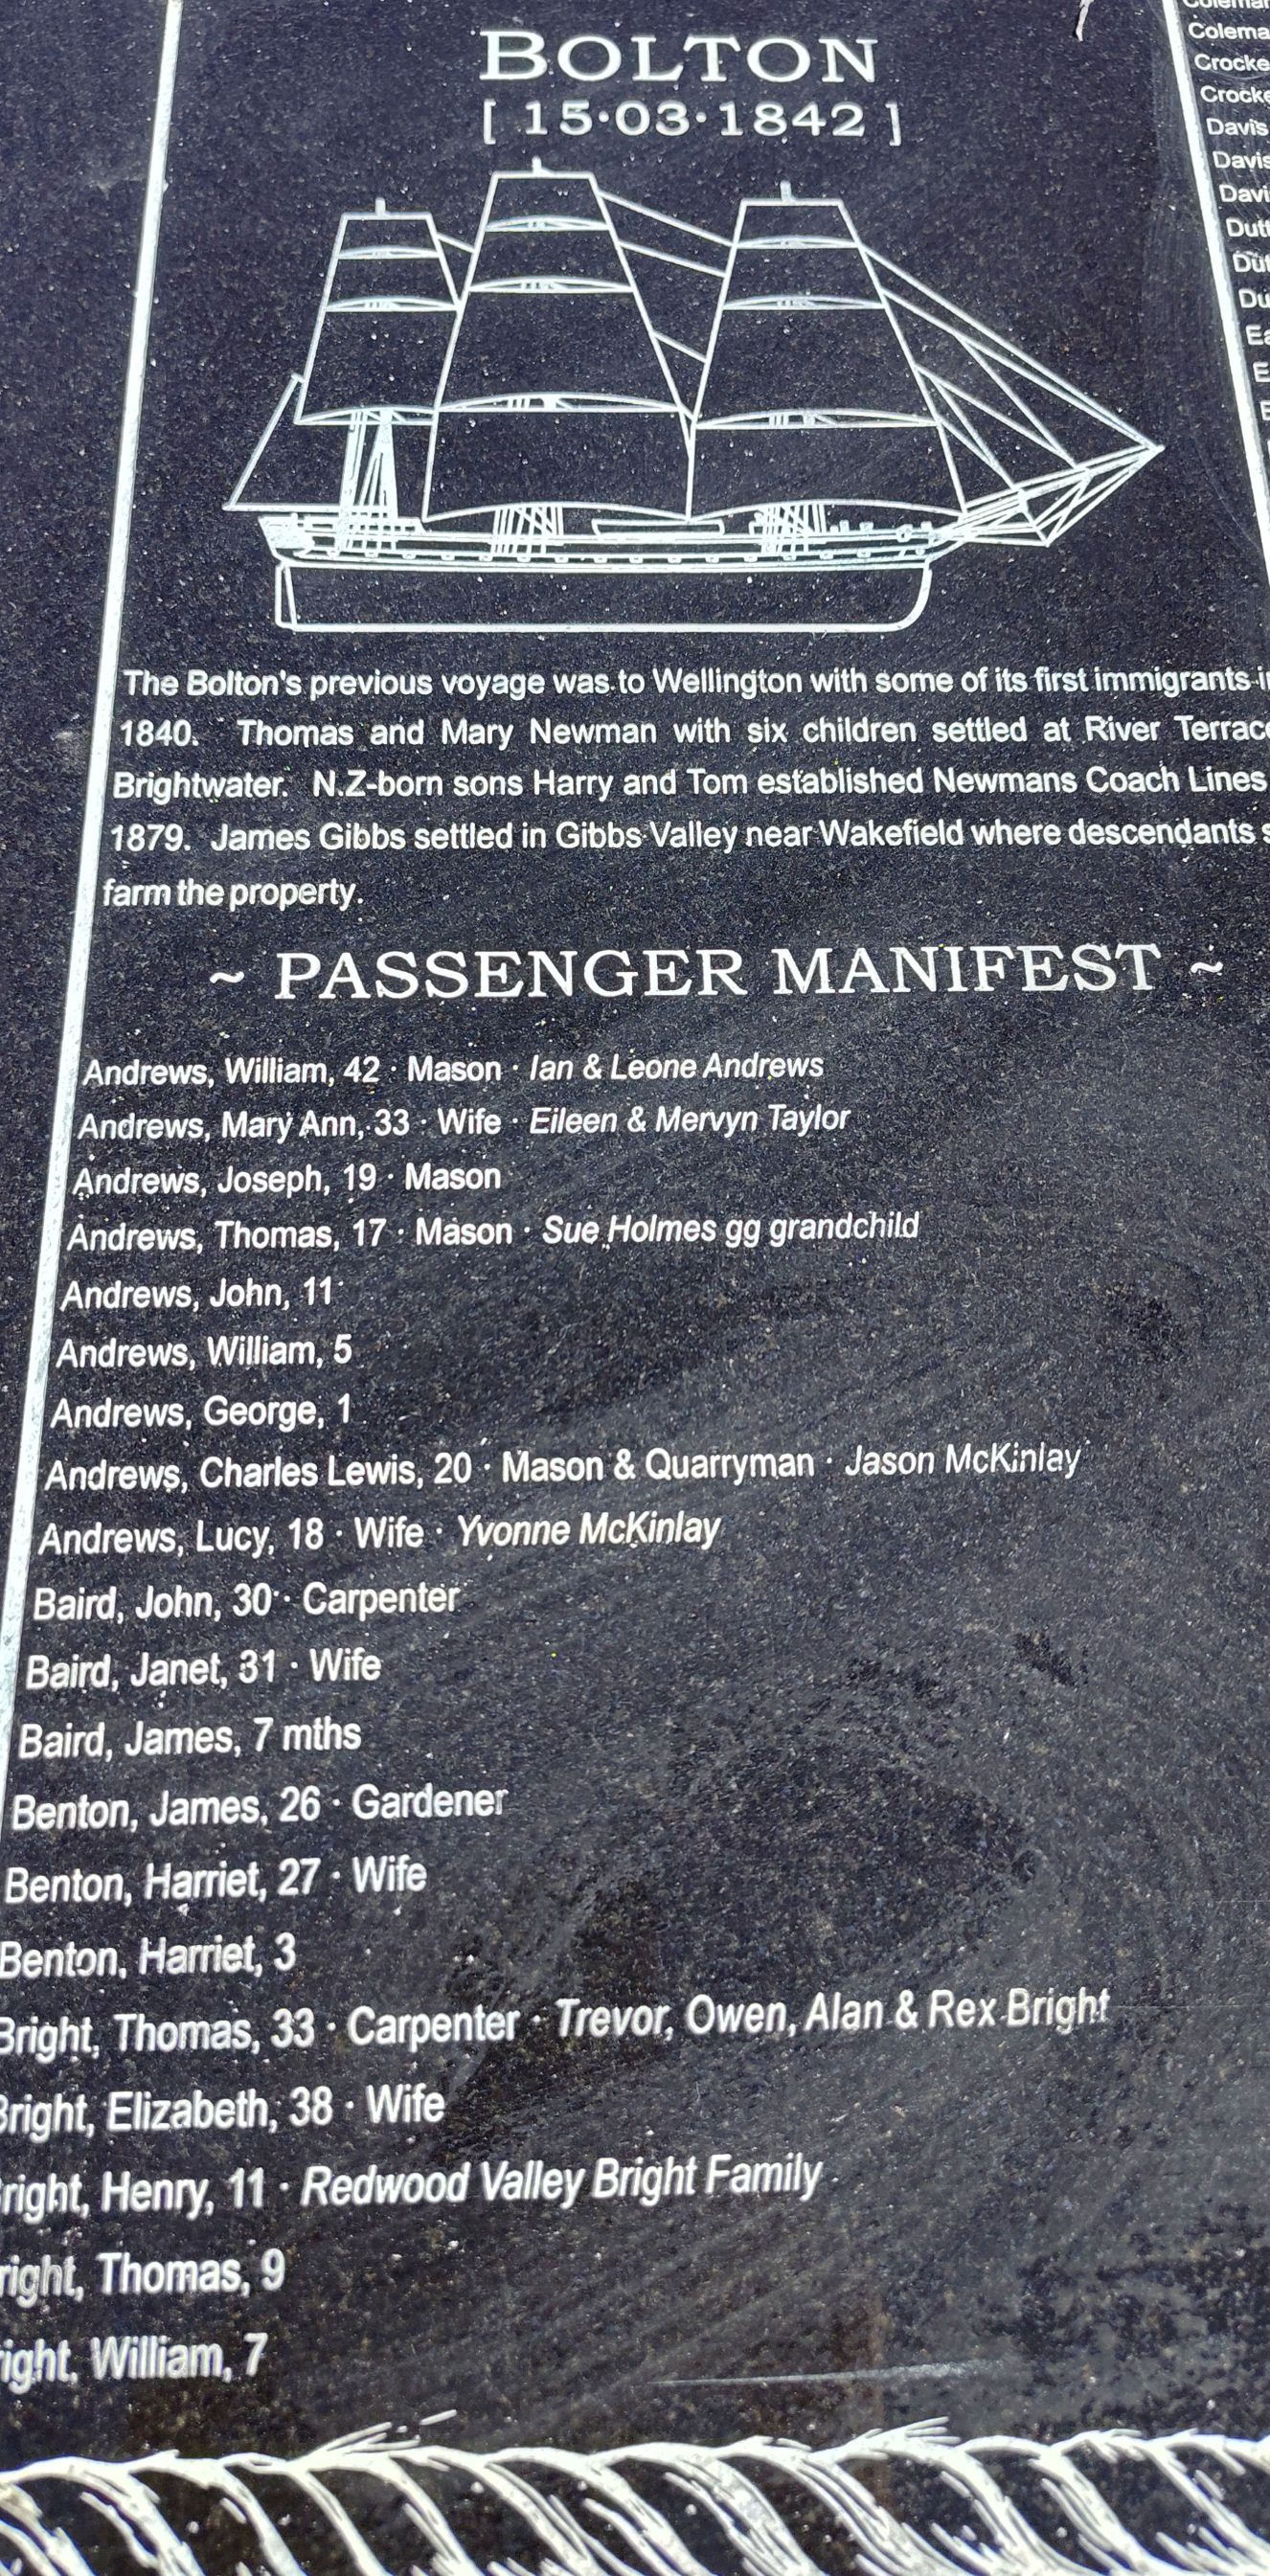 BOLTON
[ 15·03·1842 ]
The Bolton's previous voyage was to Wellington with some of its first immigrants
1840. Thomas and Mary Newman with six children settled at River
Brightwater. N.Z-born sons Harry and Tom established Newmans Coach Lines
1879. James Gibbs settled in Gibbs Valley near Wakefield where descendants
farm the property.
~ PASSENGER MANIFEST ~
Andrews, William, 42 · Mason · Ian & Leone Andrews
Andrews, Mary Ann, 33 · Wife · Eileen & Mervyn Taylor
Andrews, Joseph, 19 · Mason
Andrews, Thomas, 17 · Mason · Sue Holmes gg grandchild
Andrews, John, 11
Andrews, William, 5
Andrews, George, 1
Andrews, Charles Lewis, 20 · Mason & Quarryman · Jason McKinlay
Andrews, Lucy, 18 · Wife · Yvonne McKinlay
Baird, John, 30 · Carpenter
Baird, Janet, 31 · Wife
Baird, James, 7 mths
Benton, James, 26 · Gardener
Benton, Harriet, 27 · Wife
Benton, Harriet, 3
Bright, Thomas, 33 · Carpenter · Trevor, Owen, Alan & Rex Bright
Bright, Elizabeth, 38 · Wife
right, Henry, 11 · Redwood Valley Bright Family
right, Thomas, 9
ight, William, 7
Davis
Davis